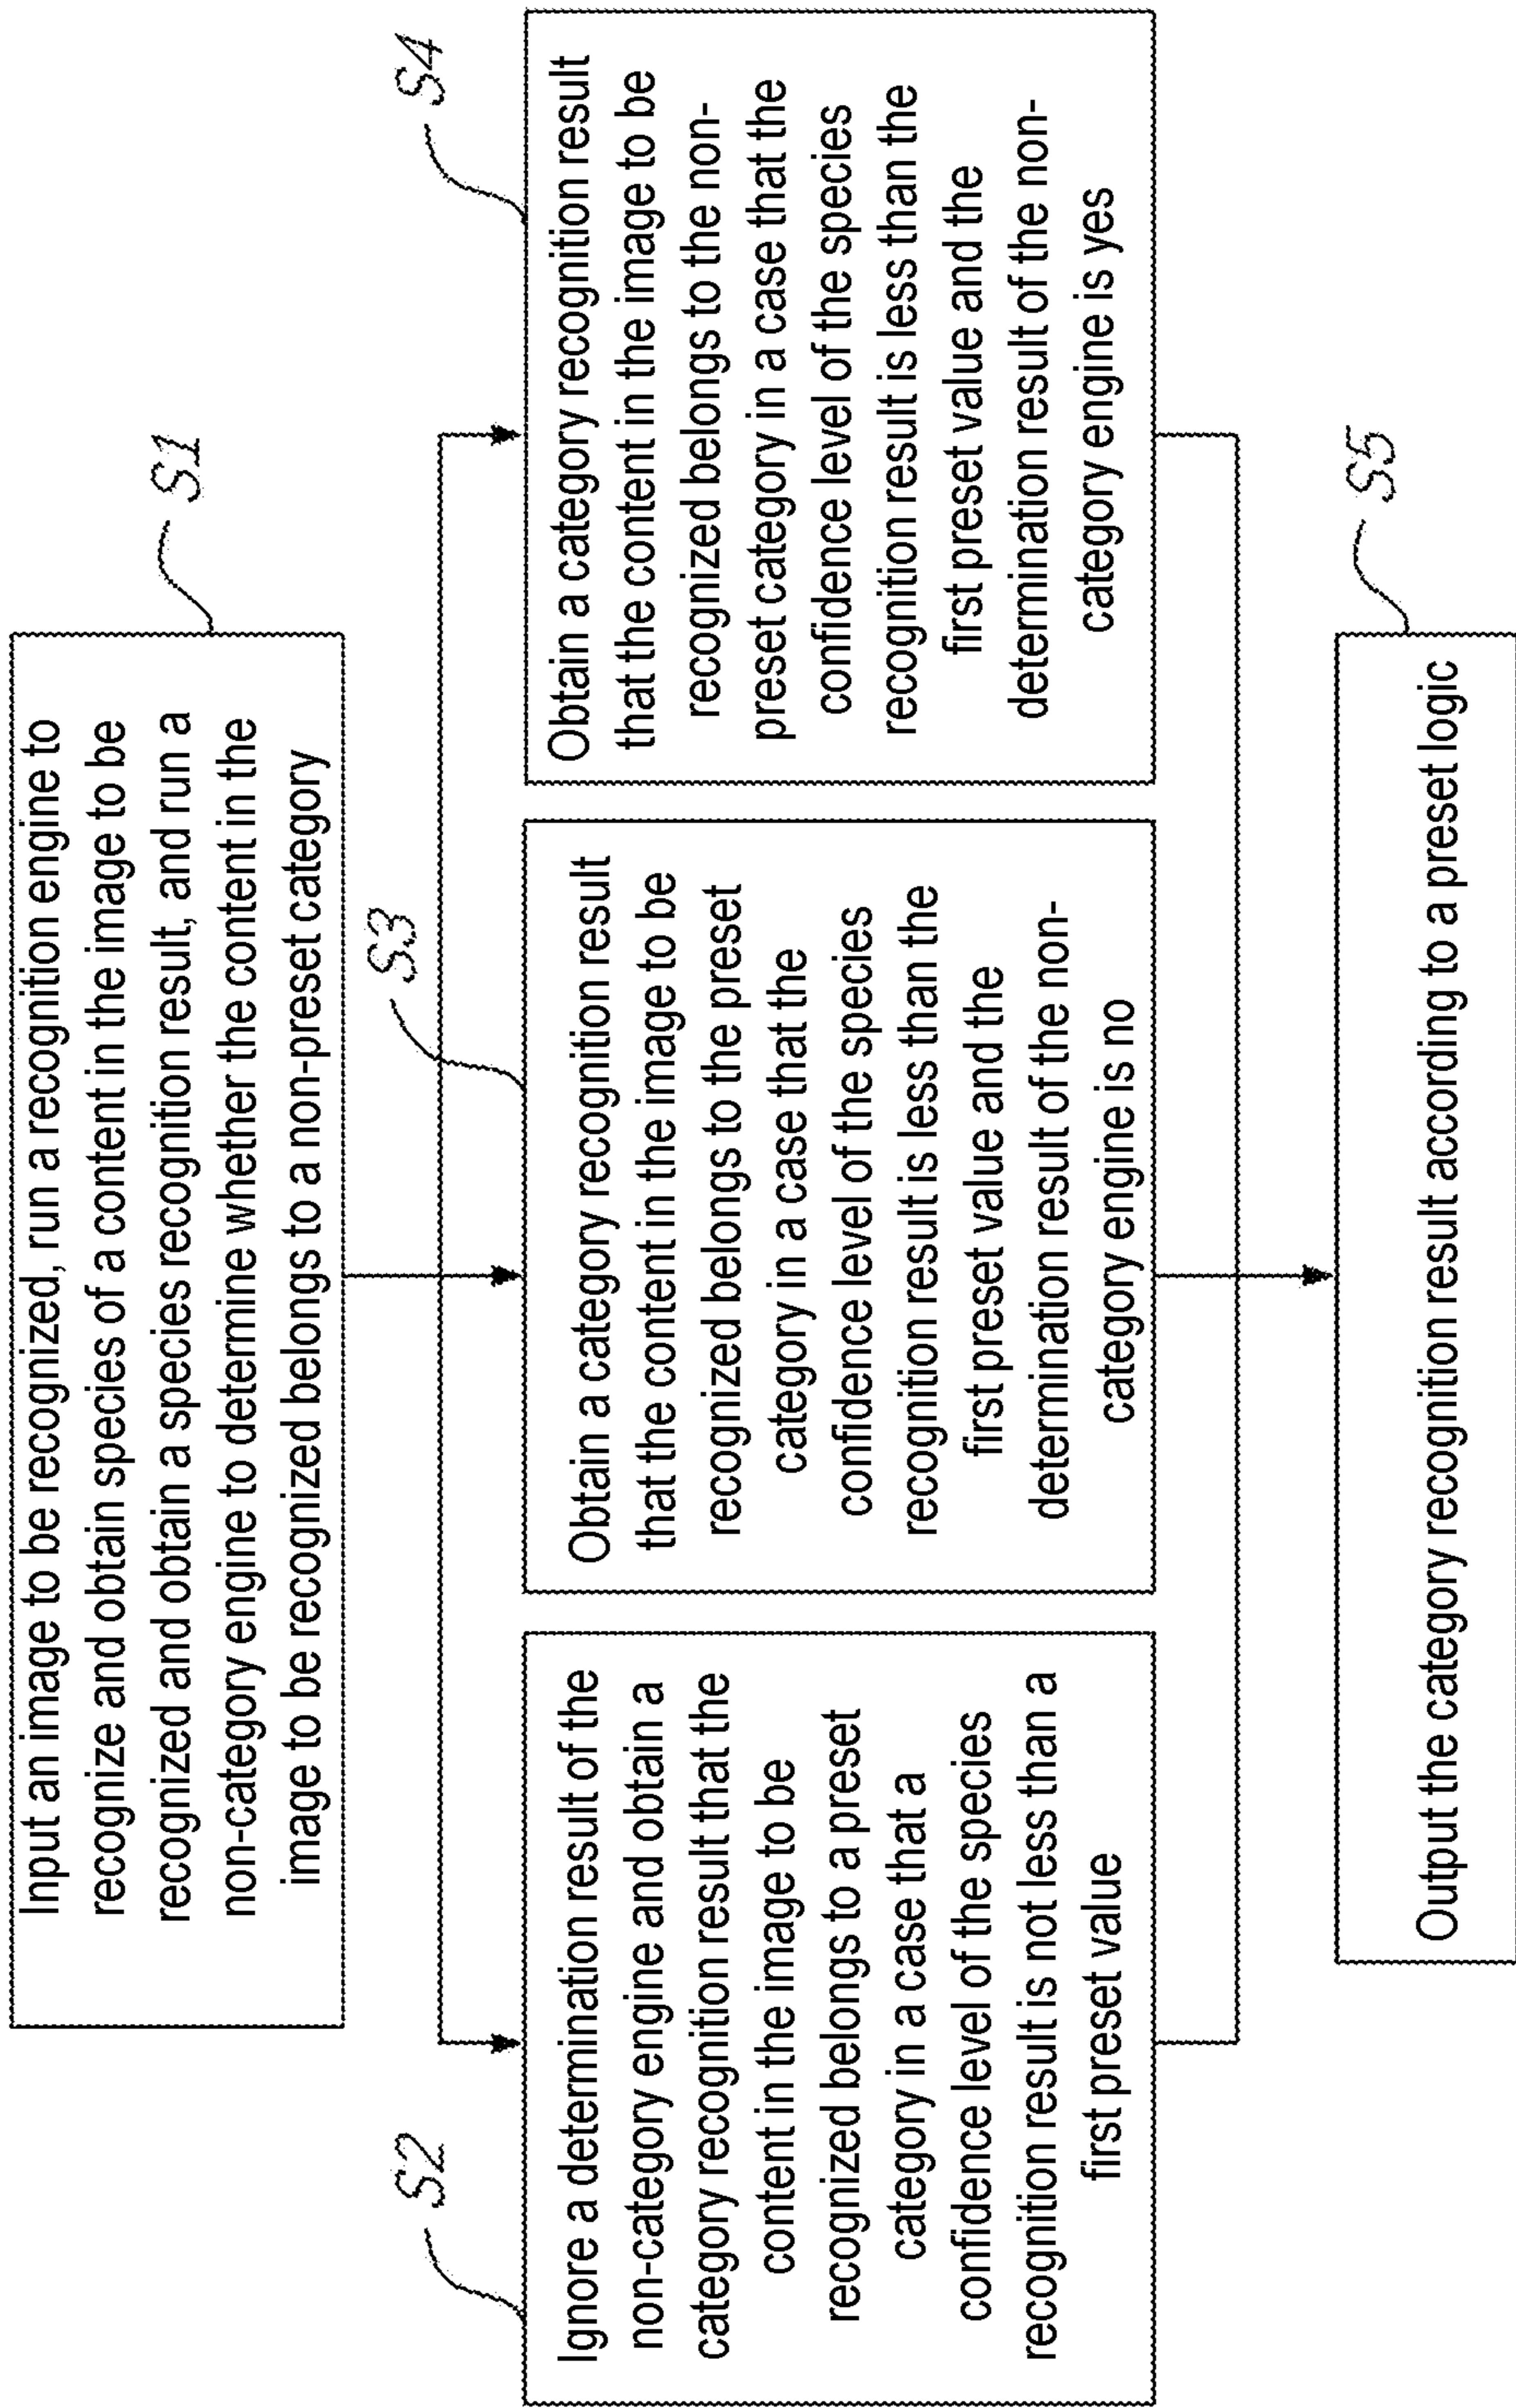 Input an image to be recognized, run a recognition engine to
recognize and obtain species of a content in the image to be
recognized and obtain a species recognition result, and run a
non-category engine to determine whether the content in the
image to be recognized belongs to a non-preset category
S1
S2
Ignore a determination result of the
non-category engine and obtain a
category recognition result that the
content in the image to be
recognized belongs to a preset
category in a case that a
confidence level of the species
recognition result is not less than a
first preset value
S3
Obtain a category recognition result
that the content in the image to be
recognized belongs to the preset
category in a case that the
confidence level of the species
recognition result is less than the
first preset value and the
determination result of the non-
category engine is no
S4
Obtain a category recognition result
that the content in the image to be
recognized belongs to the non-
preset category in a case that the
confidence level of the species
recognition result is less than the
first preset value and the
determination result of the non-
category engine is yes
S5
Output the category recognition result according to a preset logic